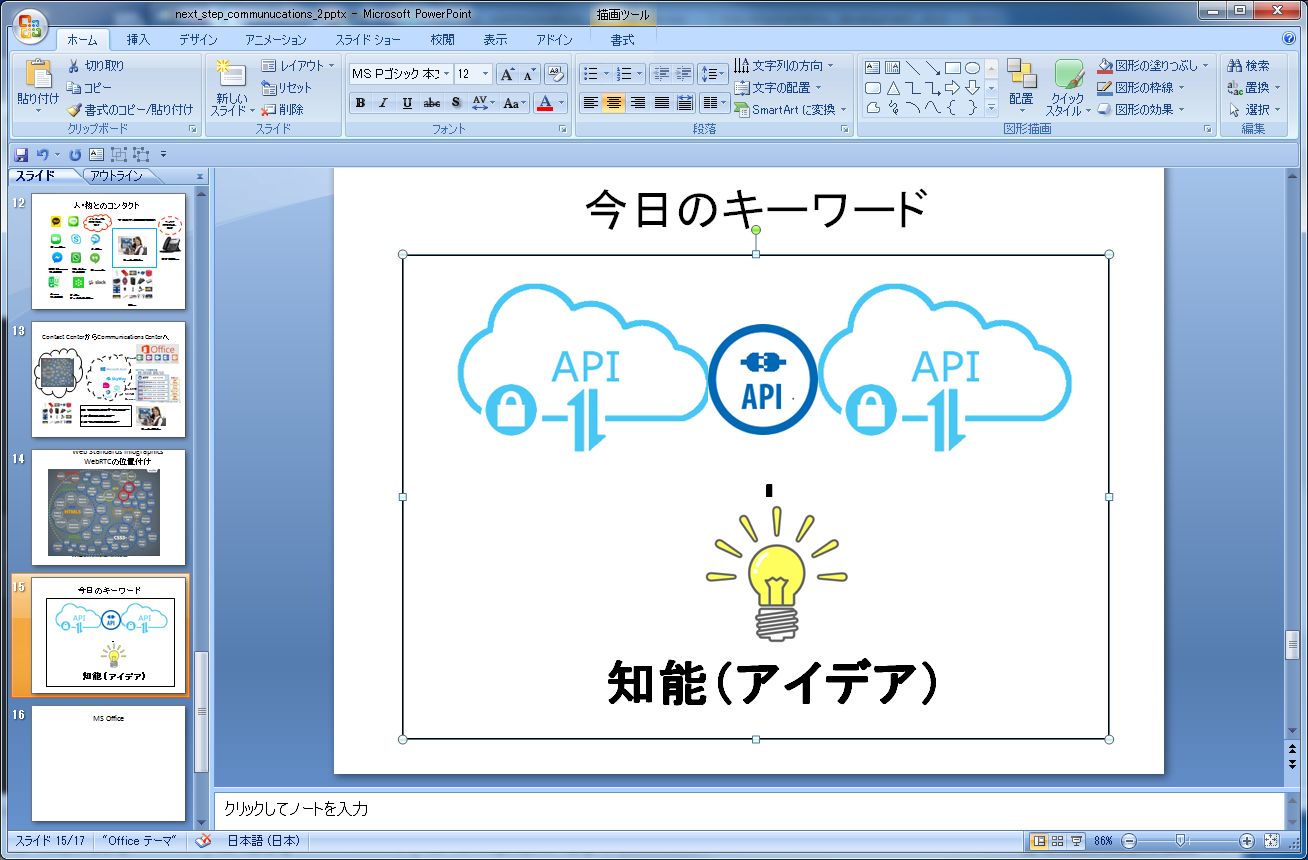 next_step_communucations_2pptx - Microsoft PowerPoint
描画ツール
ホーム 挿入 デザイン アニメーション スライド ショー 校閲 表示 アドイン 書式
貼り付け
切り取り
コピー
書式のコピー/貼り付け
クリップボード
新しい
スライド
レイアウト
リセット
削除
スライド
MS Pゴシック 本文 12
B I U abc S AV Aa A
フォント
文字列の方向
文字の配置
SmartArt に変換
段落
配置
クイック
スタイル
図形の塗りつぶし
図形の枠線
図形の効果
図形描画
検索
置換
選択
編集
スライド アウトライン
12
人・物とのコンタクト
13
Contact CenterからCommunications Centerへ
Office
14
Web Standards Infographics
WebRTCの位置付け
HTML5
CSS3
15
今日のキーワード
API API API
知能(アイデア)
16
MS Office
今日のキーワード
API API API
知能(アイデア)
クリックしてノートを入力
スライド 15/17 "Office テーマ" 日本語 (日本) 86%